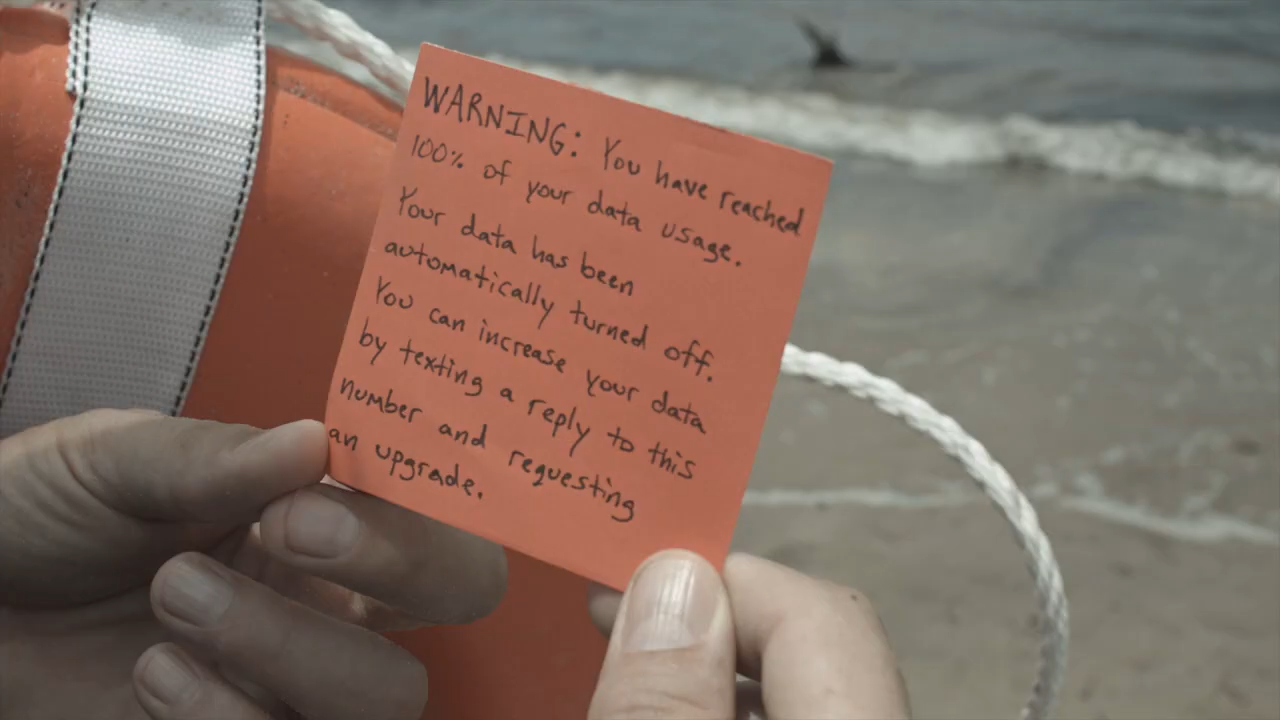 WARNING: You have reached
100% of your data usage.
Your data has been
automatically turned off.
You can increase your data
by texting a reply to this
number and requesting
an upgrade.